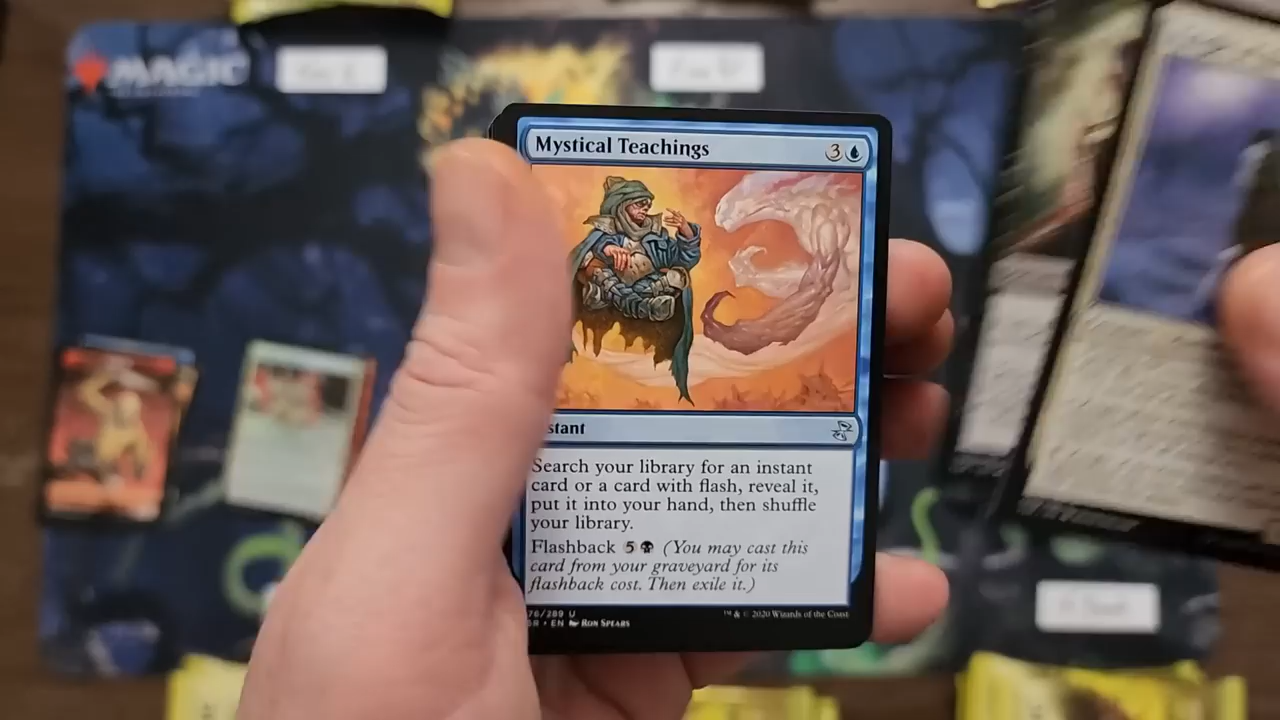 MAGIC
Mystical Teachings 3
stant
Search your library for an instant
card or a card with flash, reveal it,
put it into your hand, then shuffle
your library.
Flashback 5 (You may cast this
card from your graveyard for its
flashback cost. Then exile it.)
76/289 U
R • EN Ron Spears
™ & © 2020 Wizards of the Coast